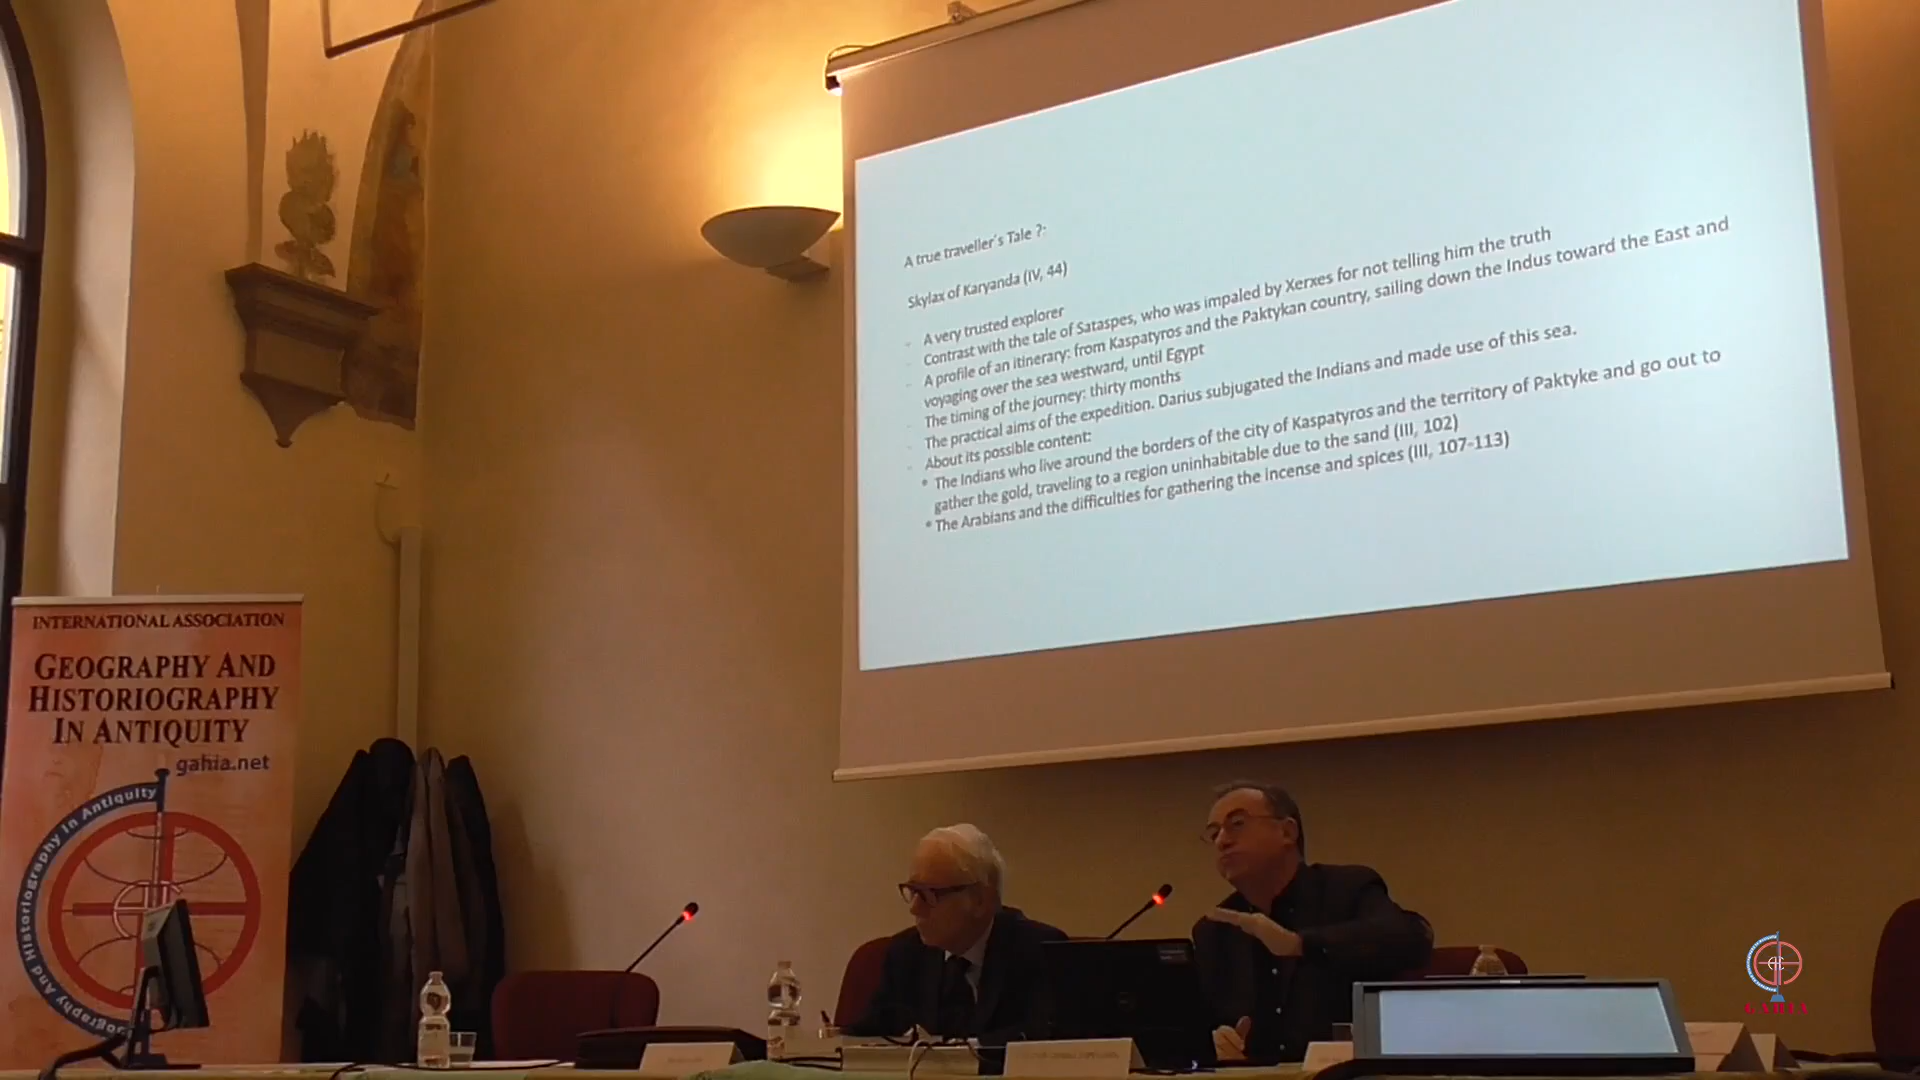 A true traveller's Tale ?:
Skylax of Karyanda (IV, 44)
- A very trusted explorer
- Contrast with the tale of Sataspes, who was impaled by Xerxes for not telling him the truth
- A profile of an itinerary: from Kaspatyros and the Paktykan country, sailing down the Indus toward the East and
voyaging over the sea westward, until Egypt
- The timing of the journey: thirty months
- The practical aims of the expedition. Darius subjugated the Indians and made use of this sea.
- About its possible content:
* The Indians who live around the borders of the city of Kaspatyros and the territory of Paktyke and go out to
gather the gold, traveling to a region uninhabitable due to the sand (III, 102)
* The Arabians and the difficulties for gathering the incense and spices (III, 107-113)
INTERNATIONAL ASSOCIATION
GEOGRAPHY AND
HISTORIOGRAPHY
IN ANTIQUITY
gahia.net
Geography And Historiography In Antiquity
GAHIA